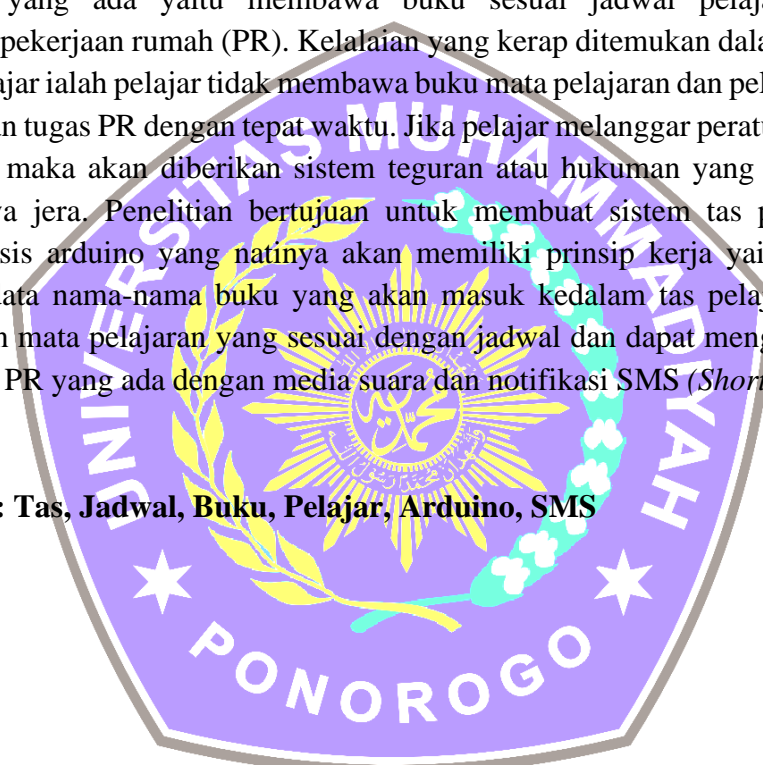 yang ada yaitu membawa buku sesuai jadwal pelaja
pekerjaan rumah (PR). Kelalaian yang kerap ditemukan dala
ajar ialah pelajar tidak membawa buku mata pelajaran dan pel
n tugas PR dengan tepat waktu. Jika pelajar melanggar peratu
maka akan diberikan sistem teguran atau hukuman yang
a jera. Penelitian bertujuan untuk membuat sistem tas p
sis arduino yang natinya akan memiliki prinsip kerja yai
ata nama-nama buku yang akan masuk kedalam tas pelaj
n mata pelajaran yang sesuai dengan jadwal dan dapat meng
PR yang ada dengan media suara dan notifikasi SMS (Short
: Tas, Jadwal, Buku, Pelajar, Arduino, SMS
UNIVERSITAS MUHAMMADIYAH
PONOROGO
محمد